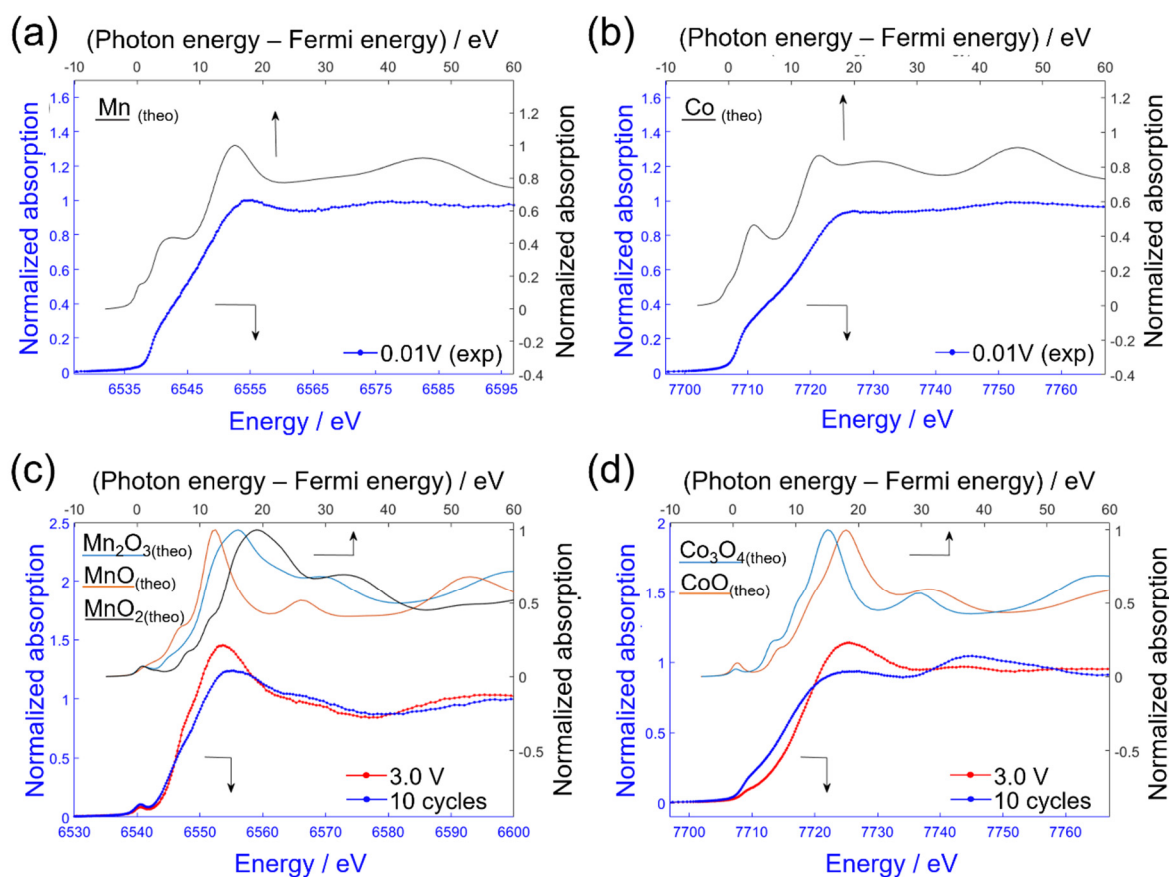 (a)
(Photon energy – Fermi energy) / eV
-10 0 10 20 30 40 50 60
Normalized absorption
1.6
1.4
1.2
1
0.8
0.6
0.4
0.2
0
Mn (theo)
0.01V (exp)
1.2
1
0.8
0.6
0.4
0.2
0
-0.2
-0.4
Normalized absorption
6535 6545 6555 6565 6575 6585 6595
Energy / eV
(b)
(Photon energy – Fermi energy) / eV
-10 0 10 50 60
Normalized absorption
1.6
1.4
1.2
1
0.8
0.6
0.4
0.2
0
Co (theo)
0.01V (exp)
1.2
1
0.8
0.6
0.4
0.2
0
-0.2
-0.4
Normalized absorption
7700 7710 7720 7730 7740 7750 7760
Energy / eV
(c)
(Photon energy – Fermi energy) / eV
-10 0 10 20 30 40 50 60
Normalized absorption
2.5
2.0
1.5
1
0.5
0
Mn₂O₃(theo)
MnO(theo)
MnO₂(theo)
3.0 V
10 cycles
1
0.5
0
-0.5
Normalized absorption
6530 6540 6550 6560 6570 6580 6590 6600
Energy / eV
(d)
(Photon energy – Fermi energy) / eV
-10 0 10 20 30 40 50 60
Normalized absorption
2
1.5
1
0.5
0
Co₃O₄(theo)
CoO(theo)
3.0 V
10 cycles
1
0.5
0
-0.5
Normalized absorption
7700 7710 7720 7730 7740 7750 7760
Energy / eV